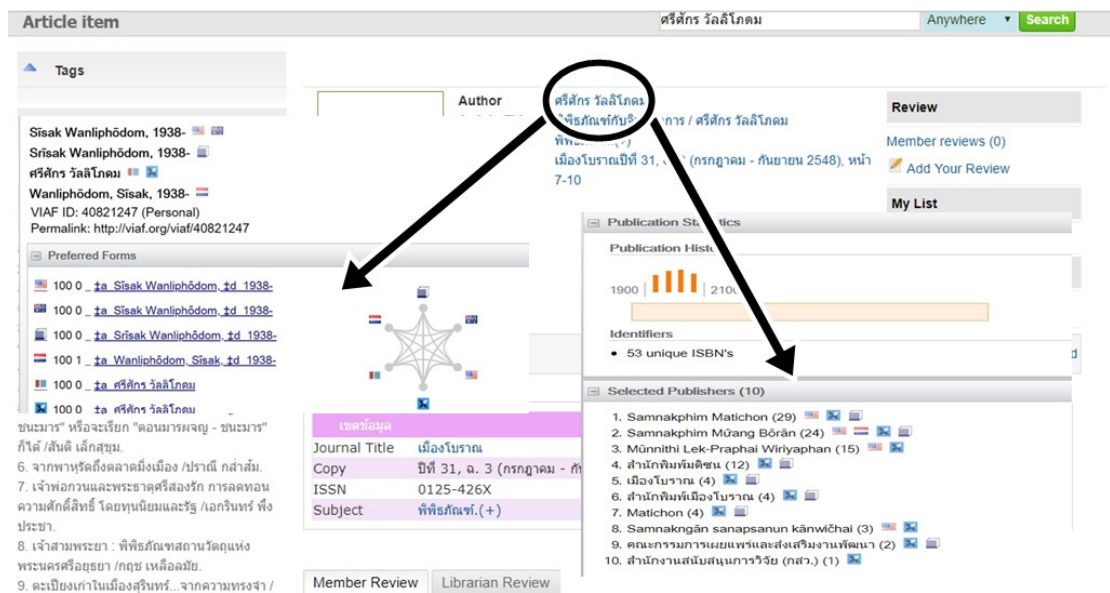 Article item
ศรีศักร วัลลิโภดม
Anywhere
Search
Tags
Sīsak Wanliphōdom, 1938-
Srīsak Wanliphōdom, 1938-
ศรีศักร วัลลิโภดม
Wanliphōdom, Sīsak, 1938-
VIAF ID: 40821247 (Personal)
Permalink: http://viaf.org/viaf/40821247
Preferred Forms
100 0 _ ‡a Sīsak Wanliphōdom, ‡d 1938-
100 0 _ ‡a Sīsak Wanliphōdom, ‡d 1938-
100 0 _ ‡a Srīsak Wanliphōdom, ‡d 1938-
100 1 _ ‡a Wanliphōdom, Sīsak, ‡d 1938-
100 0 _ ‡a ศรีศักร วัลลิโภดม
100 0 _ ‡a ศรีศักร วัลลิโภดม
ชนะมาร" หรือจะเรียก "ตอนมารผจญ - ชนะมาร"
ก็ได้ /สันติ เล็กสุขุม.
6. จากพาหุรัดถึงตลาดมิ่งเมือง /ปราณี กล่ำส้ม.
7. เจ้าพ่อกวนและพระธาตุศรีสองรัก การลดทอน
ความศักดิ์สิทธิ์ โดยทุนนิยมและรัฐ /เอกรินทร์ พึ่ง
ประชา.
8. เจ้าสามพระยา : พิพิธภัณฑสถานวัตถุแห่ง
พระนครศรีอยุธยา /กฤช เหลือลมัย.
9. ตะเปียงเก่าในเมืองสุรินทร์...จากความทรงจำ /
Author
ศรีศักร วัลลิโภดม
/ ศรีศักร วัลลิโภดม
เมืองโบราณปีที่ 31, (กรกฎาคม - กันยายน 2548), หน้า
7-10
Review
Member reviews (0)
Add Your Review
My List
Publication Statistics
Publication History
1900
2100
Identifiers
• 53 unique ISBN's
Selected Publishers (10)
1. Samnakphim Matichon (29)
2. Samnakphim Mư̄ang Bōrān (24)
3. Mūnnithi Lek-Praphai Wiriyaphan (15)
4. สำนักพิมพ์มติชน (12)
5. เมืองโบราณ (4)
6. สำนักพิมพ์เมืองโบราณ (4)
7. Matichon (4)
8. Samnakngān sanapsanun kānwičhai (3)
9. คณะกรรมการเผยแพร่และส่งเสริมงานพัฒนา (2)
10. สำนักงานสนับสนุนการวิจัย (กสว.) (1)
เขตข้อมูล
Journal Title เมืองโบราณ
Copy ปีที่ 31, ฉ. 3 (กรกฎาคม - กั
ISSN 0125-426X
Subject พิพิธภัณฑ์.(+)
Member Review
Librarian Review